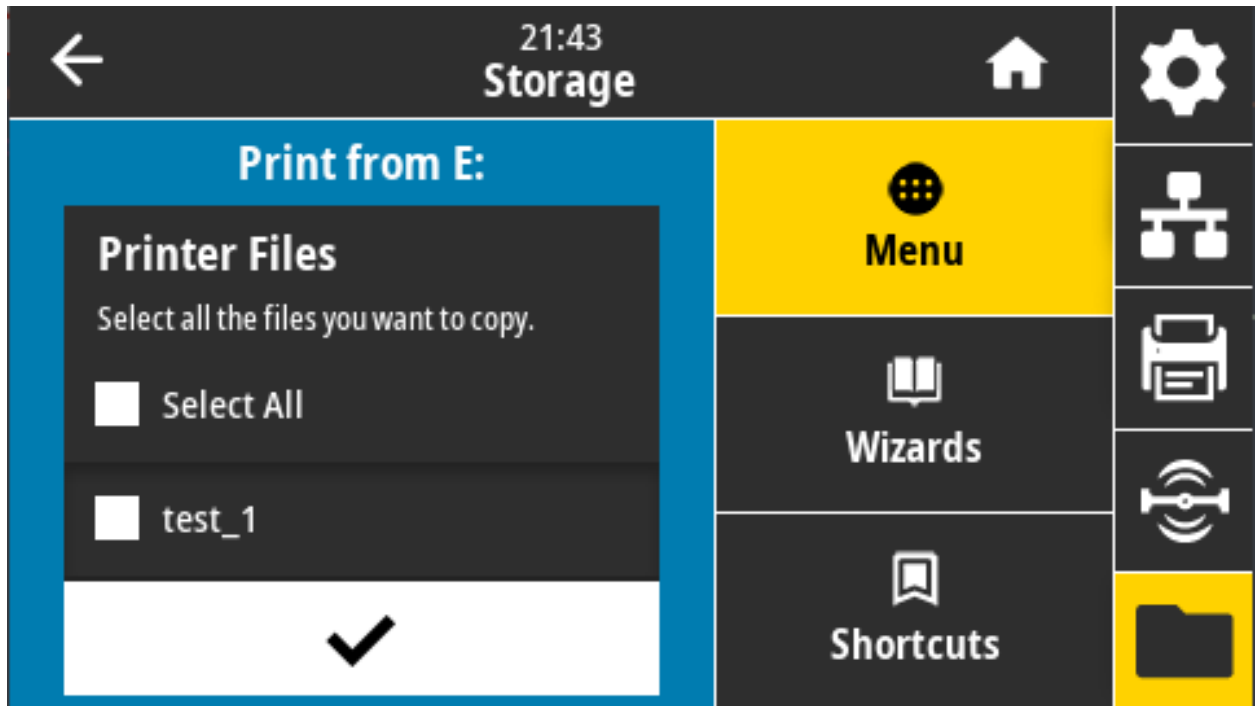 21:43
Storage
Print from E:
Printer Files
Select all the files you want to copy.
Select All
test_1
Menu
Wizards
Shortcuts